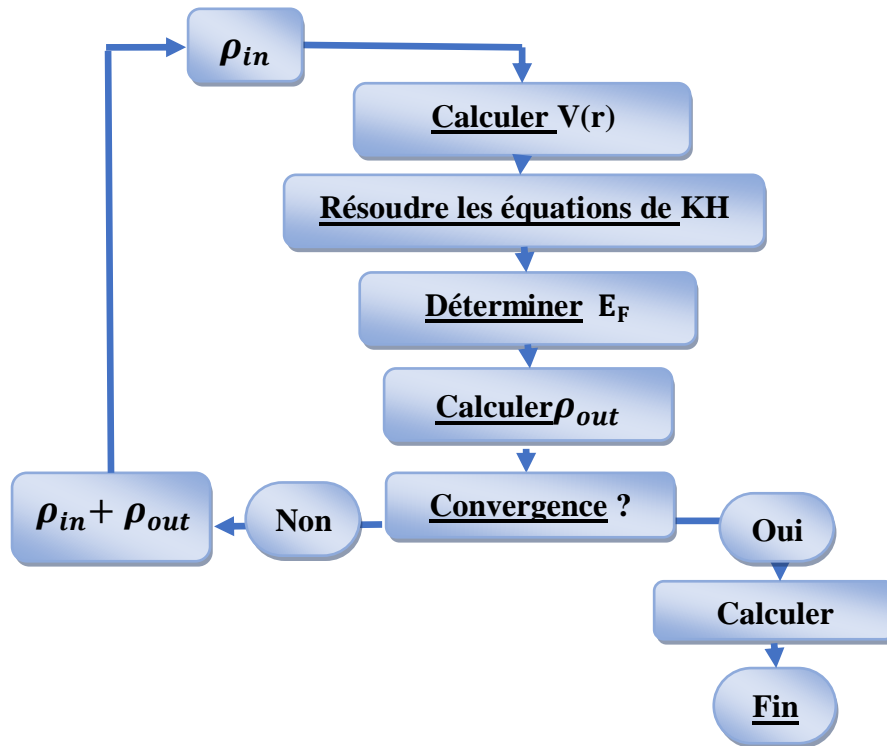 ρin
Calculer V(r)
Résoudre les équations de KH
Déterminer EF
Calculerρout
Convergence ?
Non
ρin+ ρout
Oui
Calculer
Fin